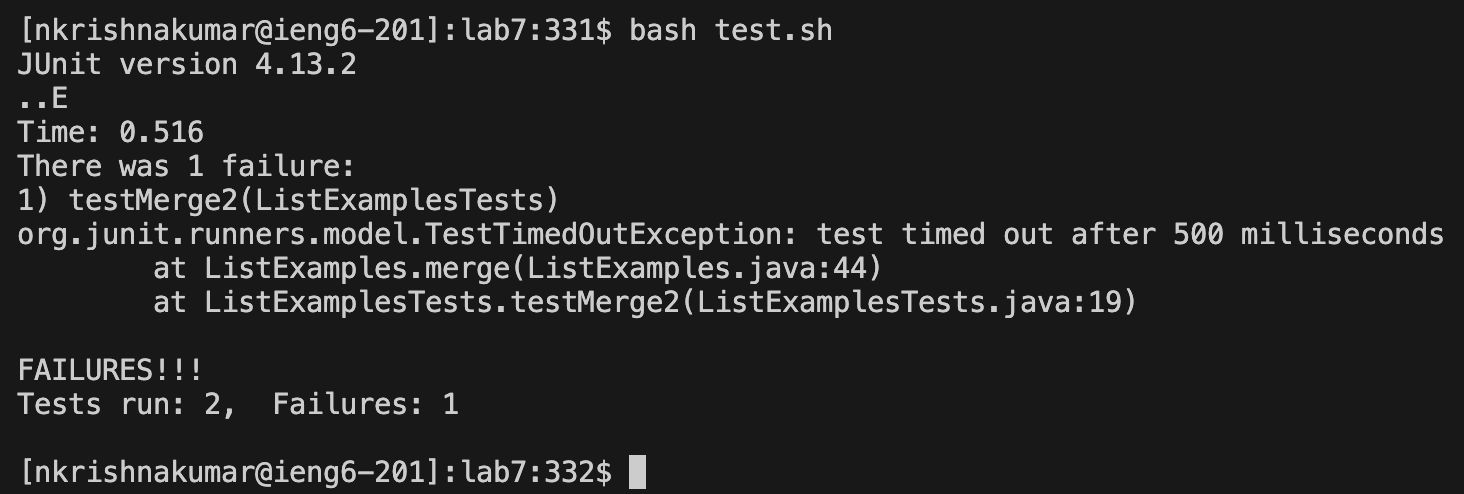 [nkrishnakumar@ieng6-201]:lab7:331$ bash test.sh
JUnit version 4.13.2
..E
Time: 0.516
There was 1 failure:
1) testMerge2(ListExamplesTests)
org.junit.runners.model.TestTimedOutException: test timed out after 500 milliseconds
        at ListExamples.merge(ListExamples.java:44)
        at ListExamplesTests.testMerge2(ListExamplesTests.java:19)
FAILURES!!!
Tests run: 2,  Failures: 1
[nkrishnakumar@ieng6-201]:lab7:332$